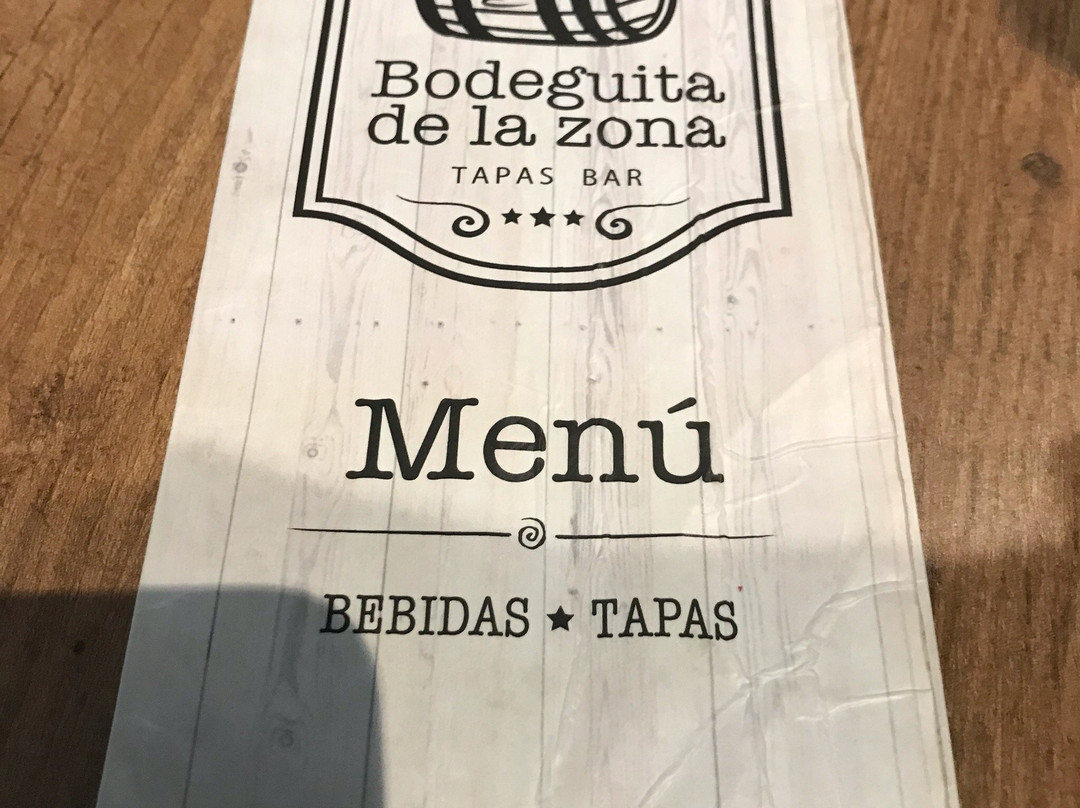 Bodeguita
de la zona
TAPAS BAR
Menú
BEBIDAS ★ TAPAS